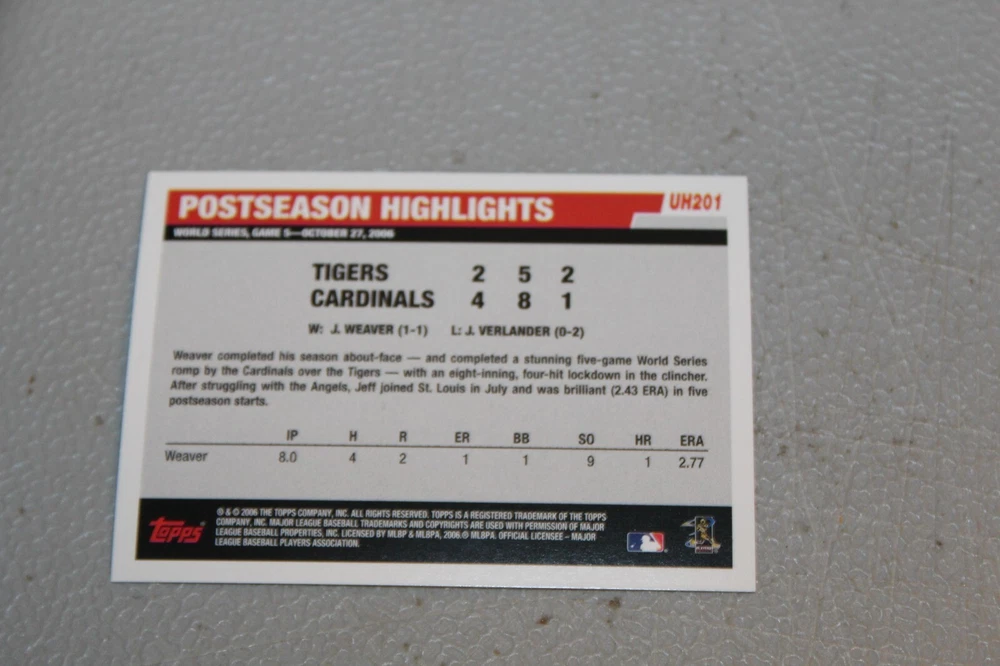 POSTSEASON HIGHLIGHTS UH201
WORLD SERIES, GAME 5—OCTOBER 27, 2006
TIGERS 2 5 2
CARDINALS 4 8 1
W: J. WEAVER (1-1) L: J. VERLANDER (0-2)
Weaver completed his season about-face — and completed a stunning five-game World Series
romp by the Cardinals over the Tigers — with an eight-inning, four-hit lockdown in the clincher.
After struggling with the Angels, Jeff joined St. Louis in July and was brilliant (2.43 ERA) in five
postseason starts.
IP H R ER BB SO HR ERA
Weaver 8.0 4 2 1 1 9 1 2.77
topps®
® & © 2006 THE TOPPS COMPANY, INC. ALL RIGHTS RESERVED. TOPPS IS A REGISTERED TRADEMARK OF THE TOPPS
COMPANY, INC. MAJOR LEAGUE BASEBALL TRADEMARKS AND COPYRIGHTS ARE USED WITH PERMISSION OF MAJOR
LEAGUE BASEBALL PROPERTIES, INC. LICENSED BY MLBP & MLBPA, 2006.© MLBPA. OFFICIAL LICENSEE – MAJOR
LEAGUE BASEBALL PLAYERS ASSOCIATION.